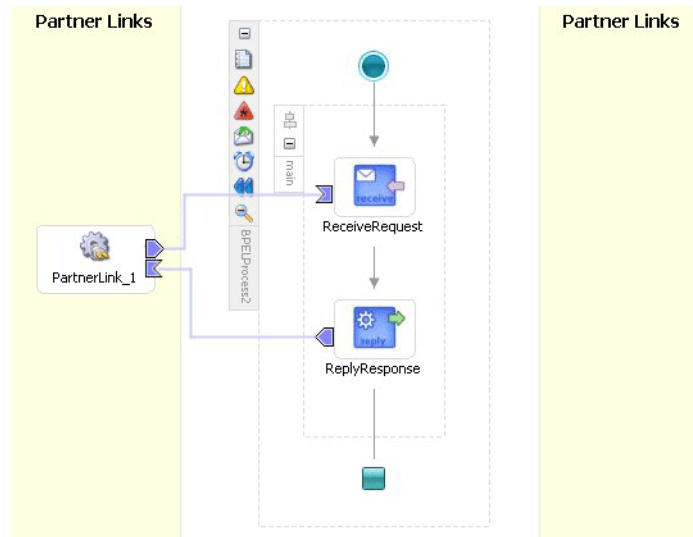 Partner Links
Partner Links
main
receive
ReceiveRequest
BPELProcess2
PartnerLink_1
reply
ReplyResponse